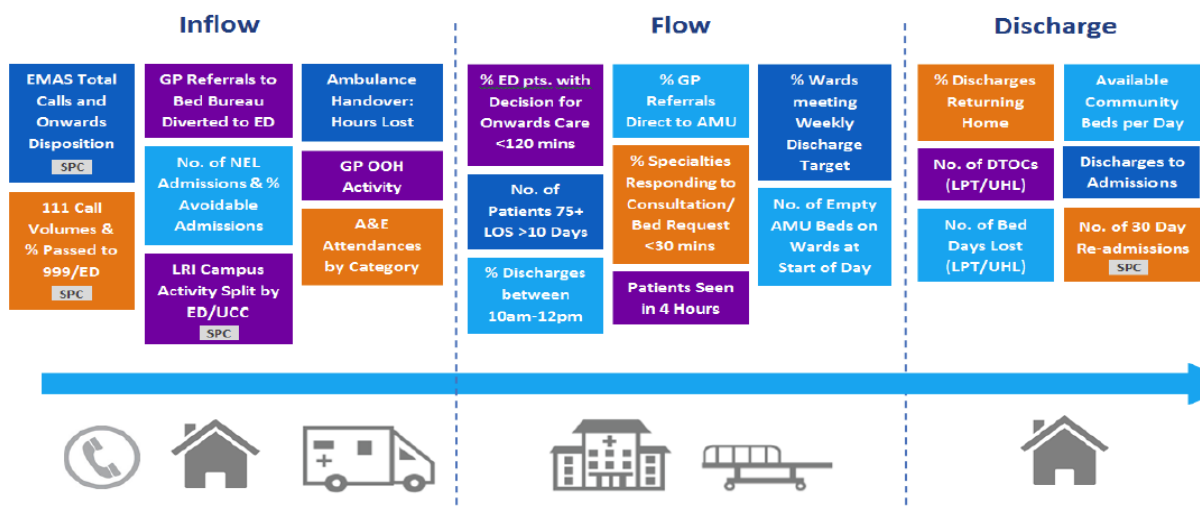 Inflow
EMAS Total
Calls and
Onwards
Disposition
SPC
111 Call
Volumes &
% Passed to
999/ED
SPC
GP Referrals to
Bed Bureau
Diverted to ED
No. of NEL
Admissions & %
Avoidable
Admissions
LRI Campus
Activity Split by
ED/UCC
SPC
Ambulance
Handover:
Hours Lost
GP OOH
Activity
A&E
Attendances
by Category
Flow
% ED pts. with
Decision for
Onwards Care
<120 mins
No. of
Patients 75+
LOS >10 Days
% Discharges
between
10am-12pm
% GP
Referrals
Direct to AMU
% Specialties
Responding to
Consultation/
Bed Request
<30 mins
Patients Seen
in 4 Hours
% Wards
meeting
Weekly
Discharge
Target
No. of Empty
AMU Beds on
Wards at
Start of Day
Discharge
% Discharges
Returning
Home
No. of DTOCs
(LPT/UHL)
No. of Bed
Days Lost
(LPT/UHL)
Available
Community
Beds per Day
Discharges to
Admissions
No. of 30 Day
Re-admissions
SPC